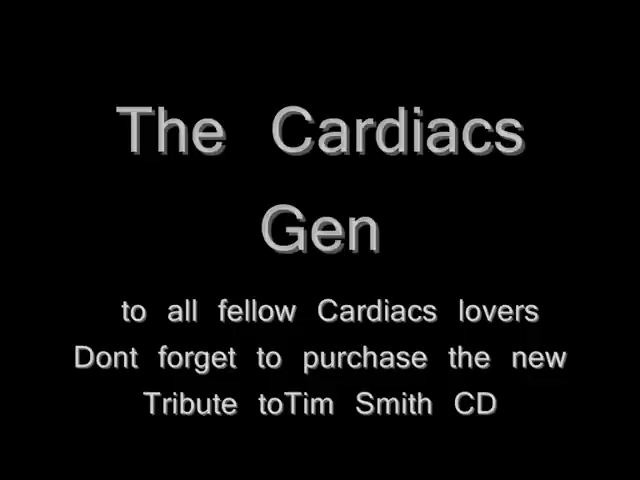 The Cardiacs
Gen
to all fellow Cardiacs lovers
Dont forget to purchase the new
Tribute toTim Smith CD